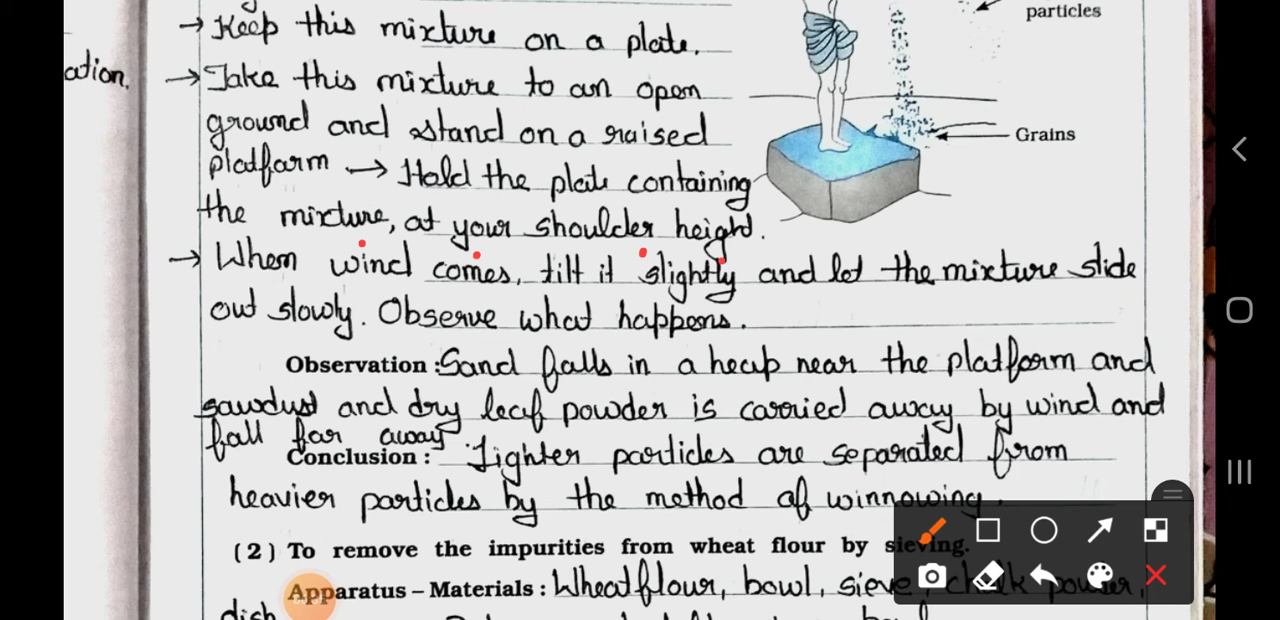 particles
→ Keep this mixture on a plate.
ation.
→ Take this mixture to an open
ground and stand on a raised
Grains
platform → Hold the plate containing
the mixture, at your shoulder height.
→ When wind comes, tilt it slightly and let the mixture slide
out slowly. Observe what happens.
Observation : Sand falls in a heap near the platform and
sawdust and dry leaf powder is carried away by wind and
fall far away.
Conclusion : Lighter particles are separated from
heavier particles by the method of winnowing.
(2) To remove the impurities from wheat flour by sieving.
Apparatus – Materials : Wheat flour, bowl, sieve, chalk powder,
dish